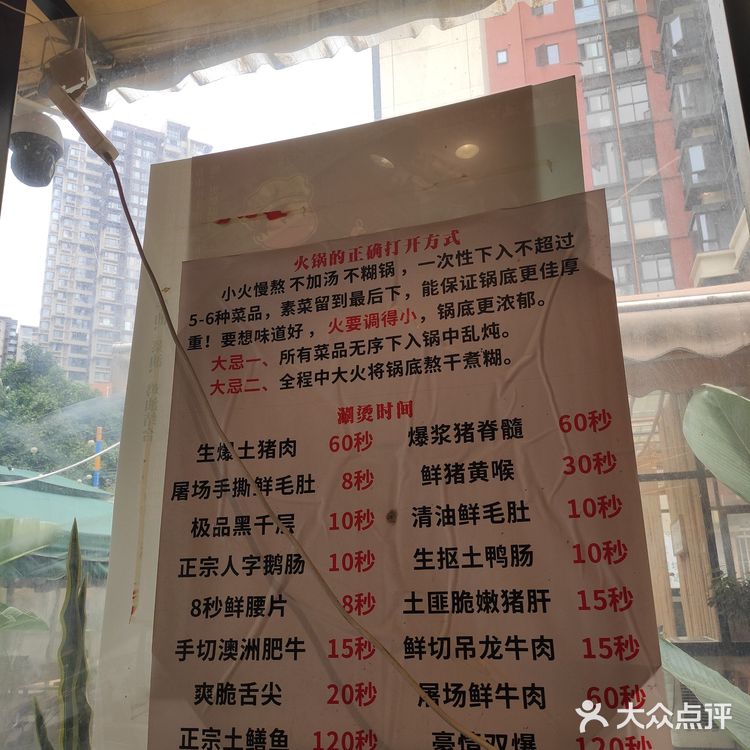 火锅的正确打开方式
小火慢熬 不加汤 不糊锅，一次性下入不超过
5-6种菜品，素菜留到最后下，能保证锅底更佳厚
重！要想味道好，火要调得小，锅底更浓郁。
大忌一、所有菜品无序下入锅中乱炖。
大忌二、全程中大火将锅底熬干煮糊。
涮烫时间
生爆土猪肉 60秒 爆浆猪脊髓 60秒
屠场手撕鲜毛肚 8秒 鲜猪黄喉 30秒
极品黑千层 10秒 清油鲜毛肚 10秒
正宗人字鹅肠 10秒 生抠土鸭肠 10秒
8秒鲜腰片 8秒 土匪脆嫩猪肝 15秒
手切澳洲肥牛 15秒 鲜切吊龙牛肉 15秒
爽脆舌尖 20秒 屠场鲜牛肉 60秒
正宗土鳝鱼 120秒 豪情双爆 120秒
大众点评